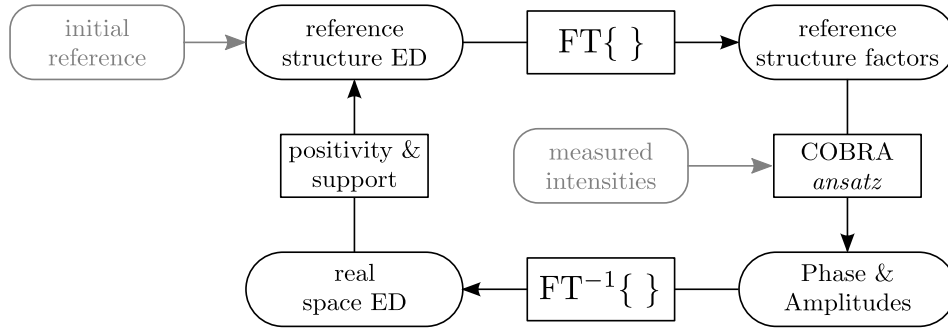 initial
reference
reference
structure ED
FT{ }
reference
structure factors
positivity &
support
measured
intensities
COBRA
ansatz
real
space ED
FT⁻¹{ }
Phase &
Amplitudes